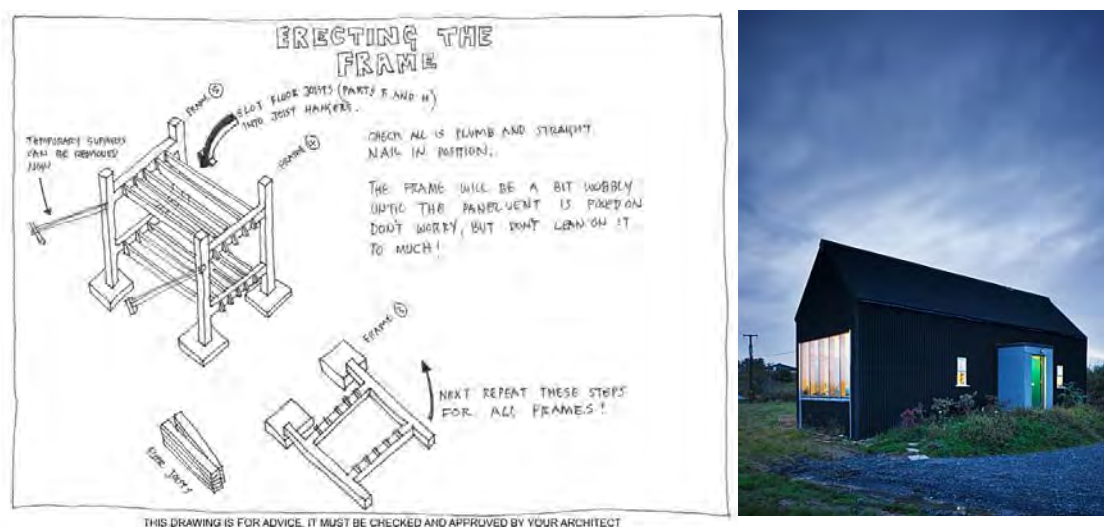 ERECTING THE
FRAME
FRAME
SLOT FLOOR JOISTS (PARTS F AND H)
INTO JOIST HANGERS.
TEMPORARY SUPPORTS
CAN BE REMOVED
NOW
FRAME
CHECK ALL IS PLUMB AND STRAIGHT
NAIL IN POSITION.
THE FRAME WILL BE A BIT WOBBLY
UNTIL THE PANELVENT IS FIXED ON
DON'T WORRY, BUT DON'T LEAN ON IT
TO MUCH!
FRAME
NEXT REPEAT THESE STEPS
FOR ALL FRAMES!
FLOOR JOISTS
THIS DRAWING IS FOR ADVICE. IT MUST BE CHECKED AND APPROVED BY YOUR ARCHITECT